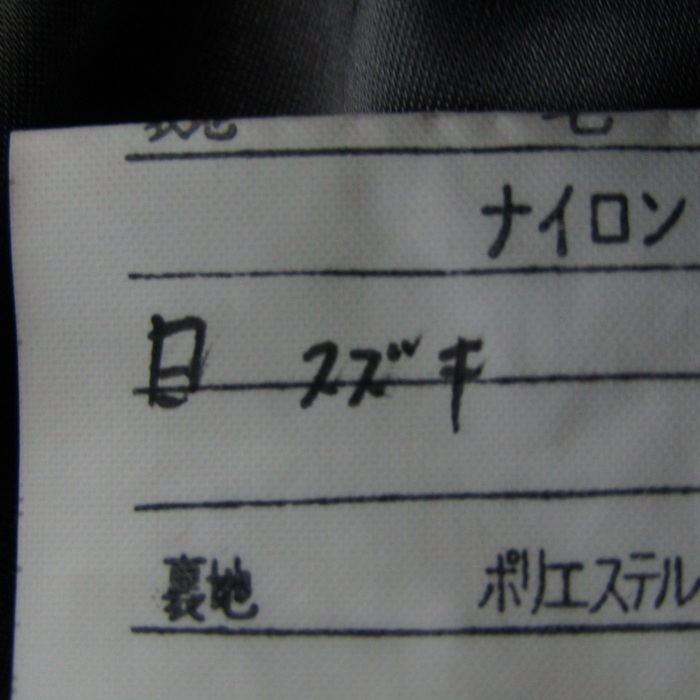 ナイロン
日 スズキ
裏地 ポリエステル